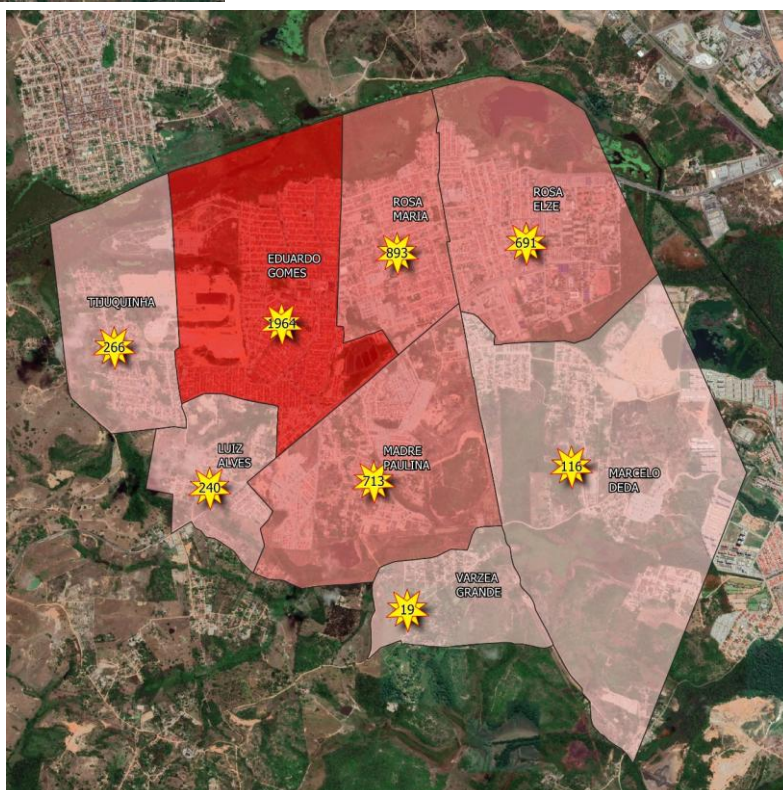 ROSA
ELZE
691
ROSA
MARIA
893
EDUARDO
GOMES
1964
TIJUQUINHA
266
LUIZ
ALVES
240
MADRE
PAULINA
713
116
MARCELO
DEDA
VARZEA
GRANDE
19